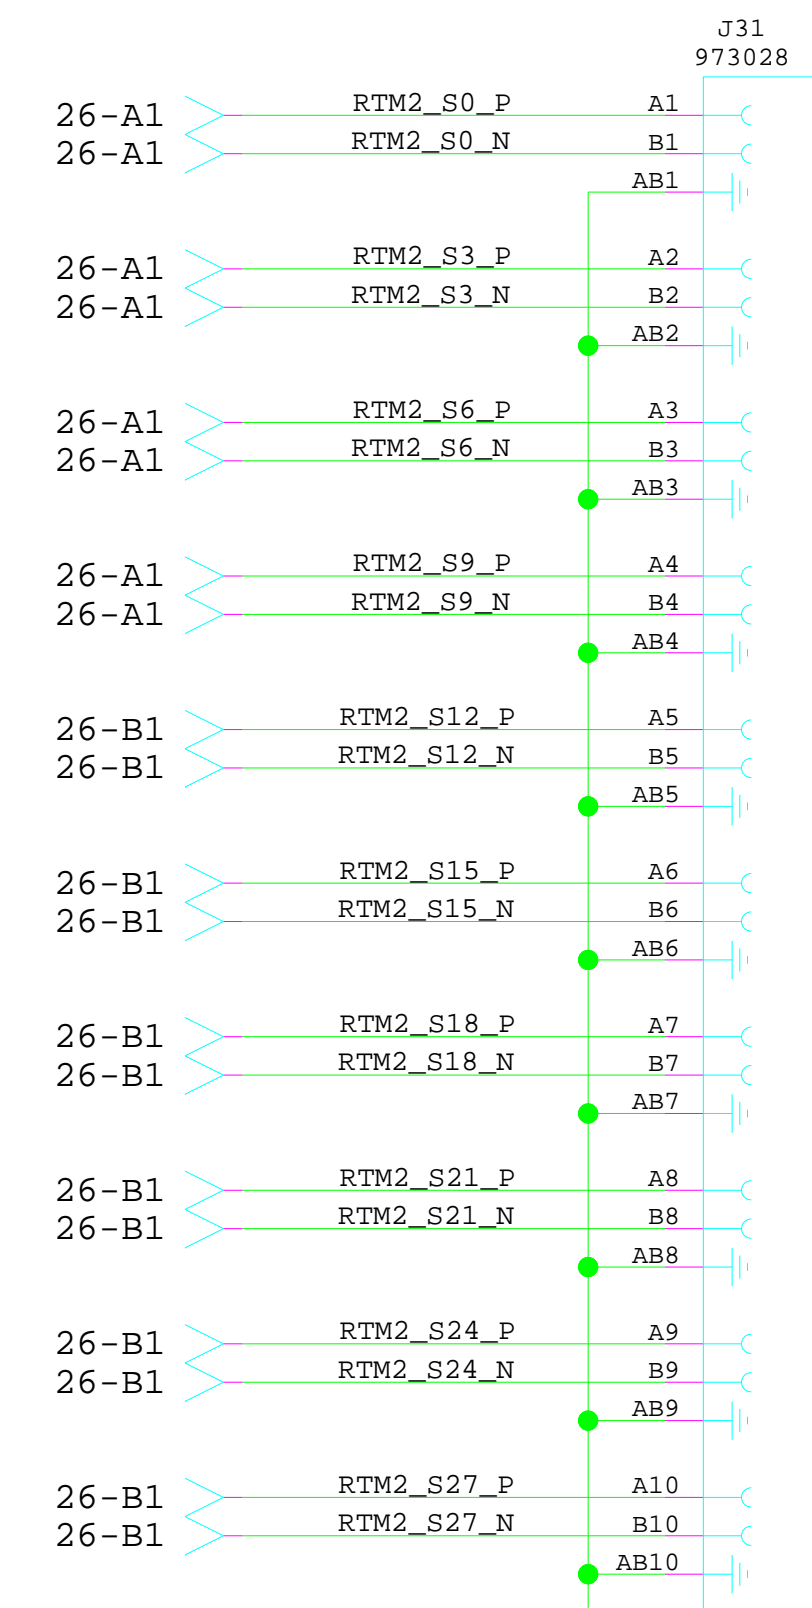 J31
973028
26-A1 RTM2_S0_P A1
26-A1 RTM2_S0_N B1
AB1
26-A1 RTM2_S3_P A2
26-A1 RTM2_S3_N B2
AB2
26-A1 RTM2_S6_P A3
26-A1 RTM2_S6_N B3
AB3
26-A1 RTM2_S9_P A4
26-A1 RTM2_S9_N B4
AB4
26-B1 RTM2_S12_P A5
26-B1 RTM2_S12_N B5
AB5
26-B1 RTM2_S15_P A6
26-B1 RTM2_S15_N B6
AB6
26-B1 RTM2_S18_P A7
26-B1 RTM2_S18_N B7
AB7
26-B1 RTM2_S21_P A8
26-B1 RTM2_S21_N B8
AB8
26-B1 RTM2_S24_P A9
26-B1 RTM2_S24_N B9
AB9
26-B1 RTM2_S27_P A10
26-B1 RTM2_S27_N B10
AB10